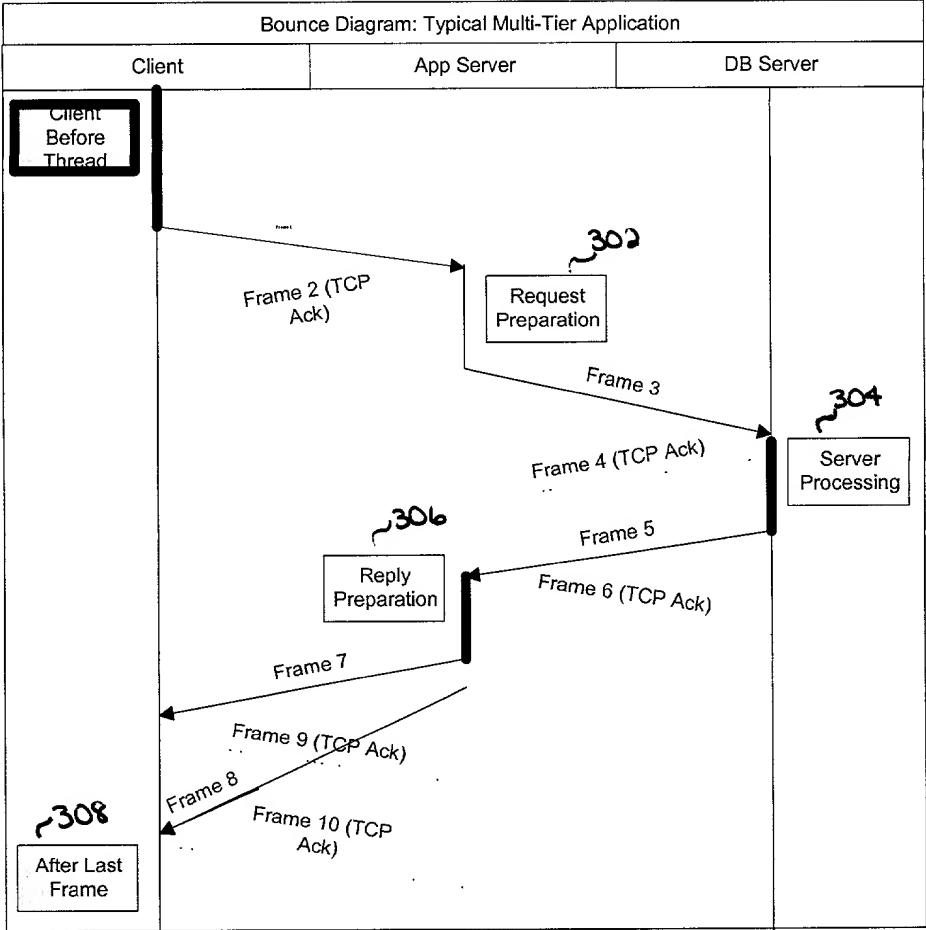 Bounce Diagram: Typical Multi-Tier Application
Client
App Server
DB Server
Client
Before
Thread
302
Frame 2 (TCP
Ack)
Request
Preparation
Frame 3
304
Frame 4 (TCP Ack)
Server
Processing
306
Frame 5
Reply
Preparation
Frame 6 (TCP Ack)
Frame 7
Frame 9 (TCP Ack)
Frame 8
308
Frame 10 (TCP
Ack)
After Last
Frame